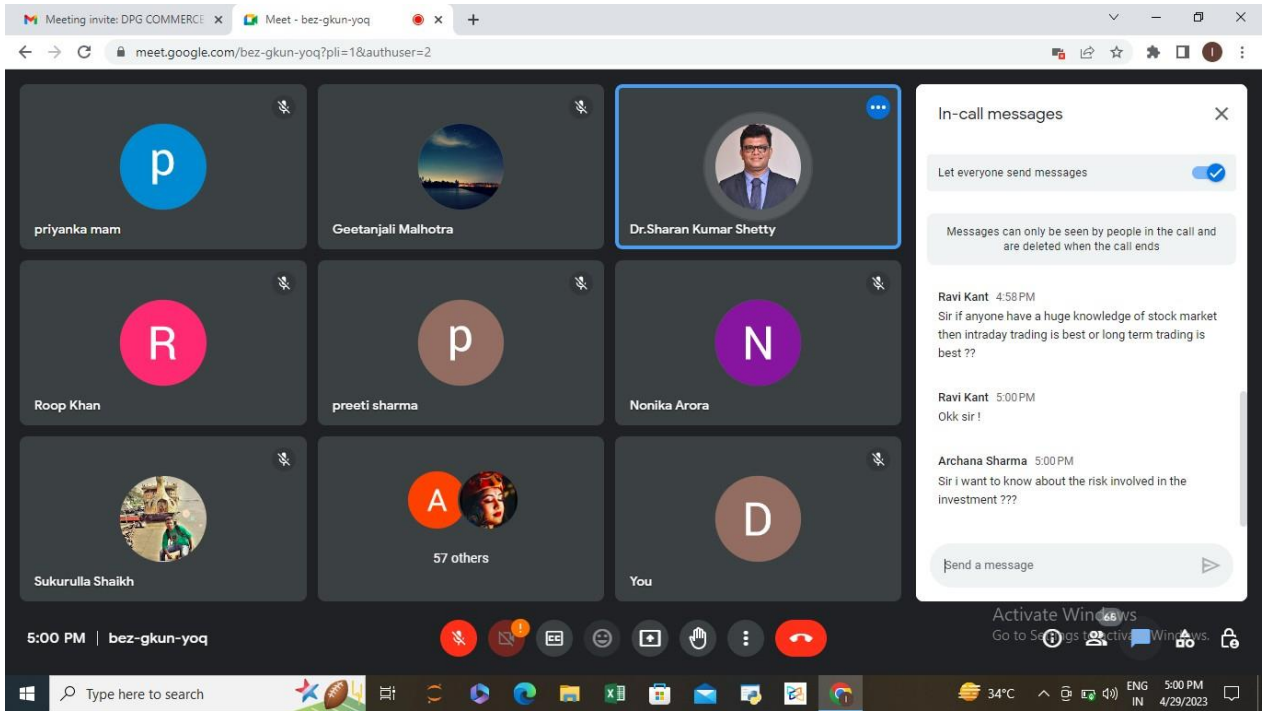 Meeting invite: DPG COMMERCE
Meet - bez-gkun-yoq
meet.google.com/bez-gkun-yoq?pli=1&authuser=2
I
p
priyanka mam
Geetanjali Malhotra
Dr.Sharan Kumar Shetty
R
Roop Khan
p
preeti sharma
N
Nonika Arora
Sukurulla Shaikh
A
57 others
D
You
In-call messages
Let everyone send messages
Messages can only be seen by people in the call and
are deleted when the call ends
Ravi Kant 4:58 PM
Sir if anyone have a huge knowledge of stock market
then intraday trading is best or long term trading is
best ??
Ravi Kant 5:00 PM
Okk sir !
Archana Sharma 5:00 PM
Sir i want to know about the risk involved in the
investment ???
Send a message
Activate Windows
Go to Settings to activate Windows.
65
5:00 PM | bez-gkun-yoq
CC
Type here to search
34°C
ENG
IN
5:00 PM
4/29/2023